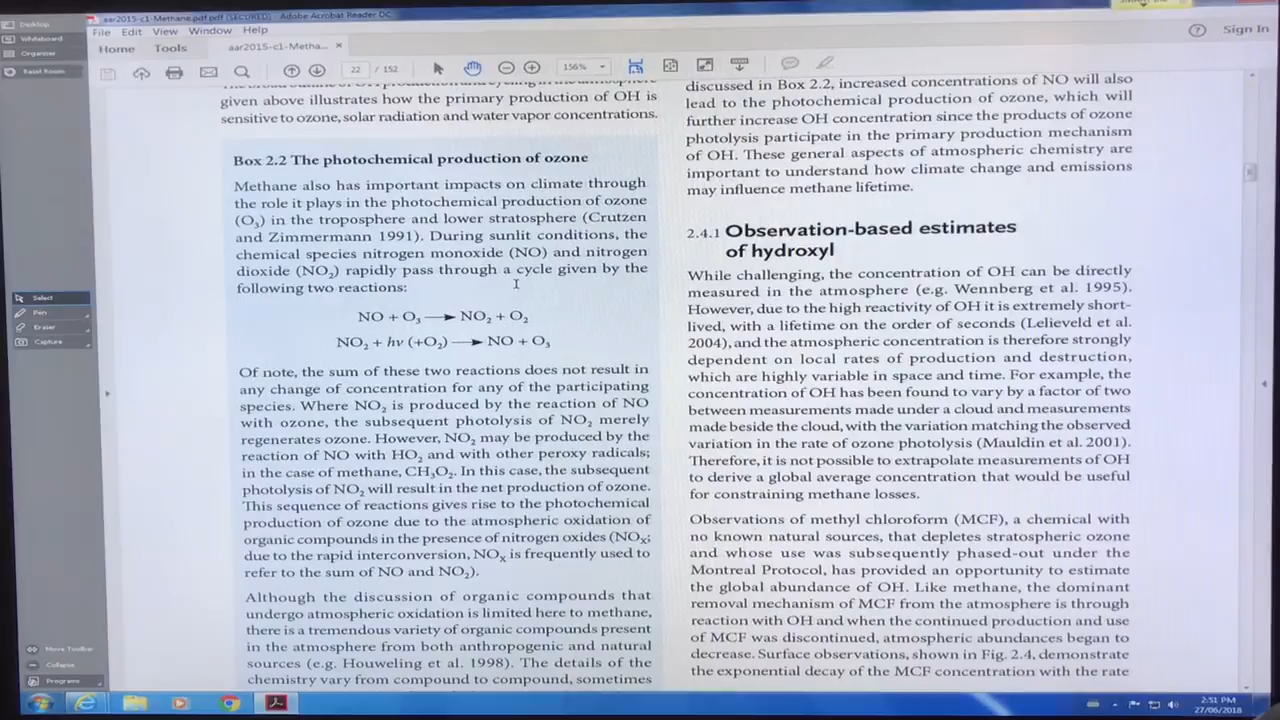 aar2015-c1-Methane.pdf.pdf (SECURED) - Adobe Acrobat Reader DC
File Edit View Window Help
Home Tools aar2015-c1-Metha... ×
Sign In
22 / 152
156%
Desktop
Whiteboard
Organizer
Reset Room
Select
Pen
Eraser
Capture
Move Toolbar
Collapse
Programs
given above illustrates how the primary production of OH is
sensitive to ozone, solar radiation and water vapor concentrations.
Box 2.2 The photochemical production of ozone
Methane also has important impacts on climate through
the role it plays in the photochemical production of ozone
(O₃) in the troposphere and lower stratosphere (Crutzen
and Zimmermann 1991). During sunlit conditions, the
chemical species nitrogen monoxide (NO) and nitrogen
dioxide (NO₂) rapidly pass through a cycle given by the
following two reactions:
NO + O₃ → NO₂ + O₂
NO₂ + hν (+O₂) → NO + O₃
Of note, the sum of these two reactions does not result in
any change of concentration for any of the participating
species. Where NO₂ is produced by the reaction of NO
with ozone, the subsequent photolysis of NO₂ merely
regenerates ozone. However, NO₂ may be produced by the
reaction of NO with HO₂ and with other peroxy radicals;
in the case of methane, CH₃O₂. In this case, the subsequent
photolysis of NO₂ will result in the net production of ozone.
This sequence of reactions gives rise to the photochemical
production of ozone due to the atmospheric oxidation of
organic compounds in the presence of nitrogen oxides (NOₓ;
due to the rapid interconversion, NOₓ is frequently used to
refer to the sum of NO and NO₂).
Although the discussion of organic compounds that
undergo atmospheric oxidation is limited here to methane,
there is a tremendous variety of organic compounds present
in the atmosphere from both anthropogenic and natural
sources (e.g. Houweling et al. 1998). The details of the
chemistry vary from compound to compound, sometimes
discussed in Box 2.2, increased concentrations of NO will also
lead to the photochemical production of ozone, which will
further increase OH concentration since the products of ozone
photolysis participate in the primary production mechanism
of OH. These general aspects of atmospheric chemistry are
important to understand how climate change and emissions
may influence methane lifetime.
2.4.1 Observation-based estimates
of hydroxyl
While challenging, the concentration of OH can be directly
measured in the atmosphere (e.g. Wennberg et al. 1995).
However, due to the high reactivity of OH it is extremely short-
lived, with a lifetime on the order of seconds (Lelieveld et al.
2004), and the atmospheric concentration is therefore strongly
dependent on local rates of production and destruction,
which are highly variable in space and time. For example, the
concentration of OH has been found to vary by a factor of two
between measurements made under a cloud and measurements
made beside the cloud, with the variation matching the observed
variation in the rate of ozone photolysis (Mauldin et al. 2001).
Therefore, it is not possible to extrapolate measurements of OH
to derive a global average concentration that would be useful
for constraining methane losses.
Observations of methyl chloroform (MCF), a chemical with
no known natural sources, that depletes stratospheric ozone
and whose use was subsequently phased-out under the
Montreal Protocol, has provided an opportunity to estimate
the global abundance of OH. Like methane, the dominant
removal mechanism of MCF from the atmosphere is through
reaction with OH and when the continued production and use
of MCF was discontinued, atmospheric abundances began to
decrease. Surface observations, shown in Fig. 2.4, demonstrate
the exponential decay of the MCF concentration with the rate
2:51 PM
27/06/2018